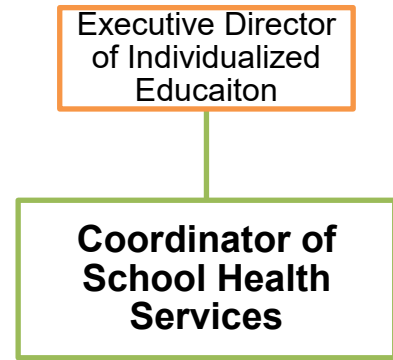 Executive Director
of Individualized
Educaiton
Coordinator of
School Health
Services